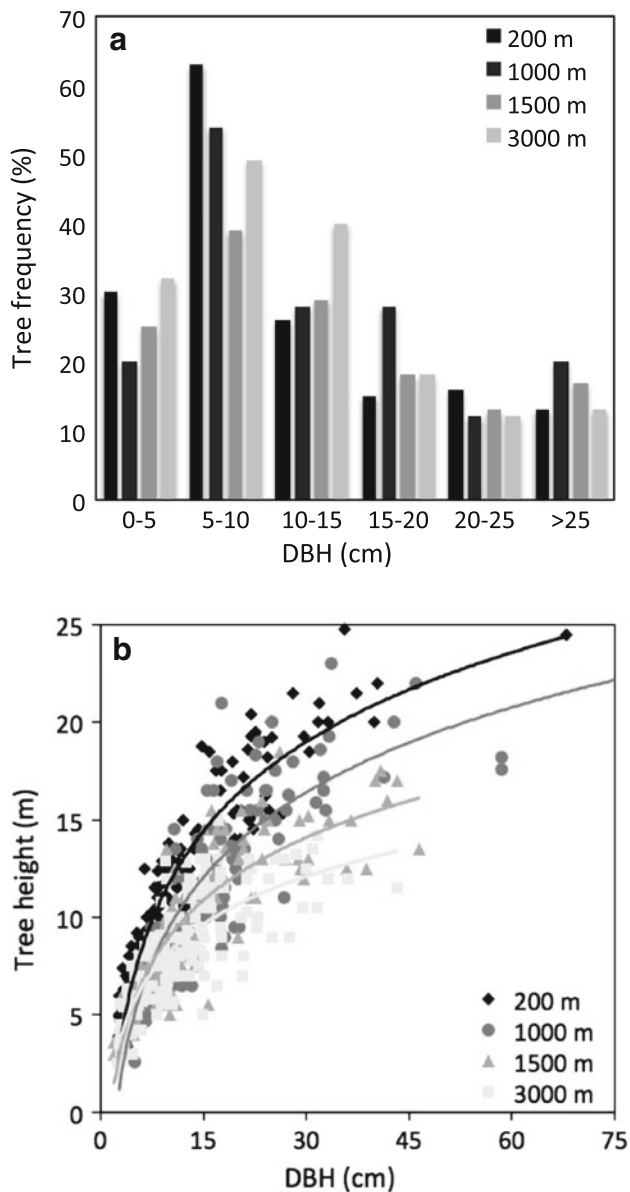 a
200 m
1000 m
1500 m
3000 m
Tree frequency (%)
70
60
50
40
30
20
10
0
0-5 5-10 10-15 15-20 20-25 >25
DBH (cm)
b
Tree height (m)
25
20
15
10
5
0
200 m
1000 m
1500 m
3000 m
0 15 30 45 60 75
DBH (cm)